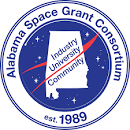 Alabama Space Grant Consortium
Industry
University
Community
est. 1989